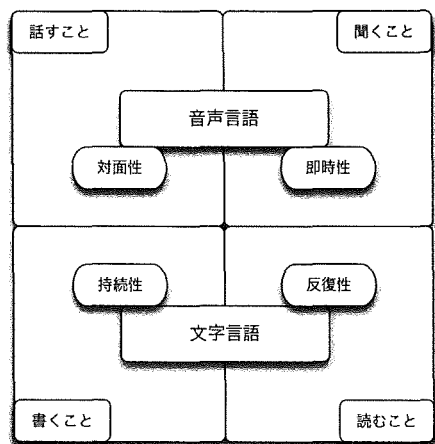 話すこと
聞くこと
音声言語
対面性
即時性
持続性
反復性
文字言語
書くこと
読むこと